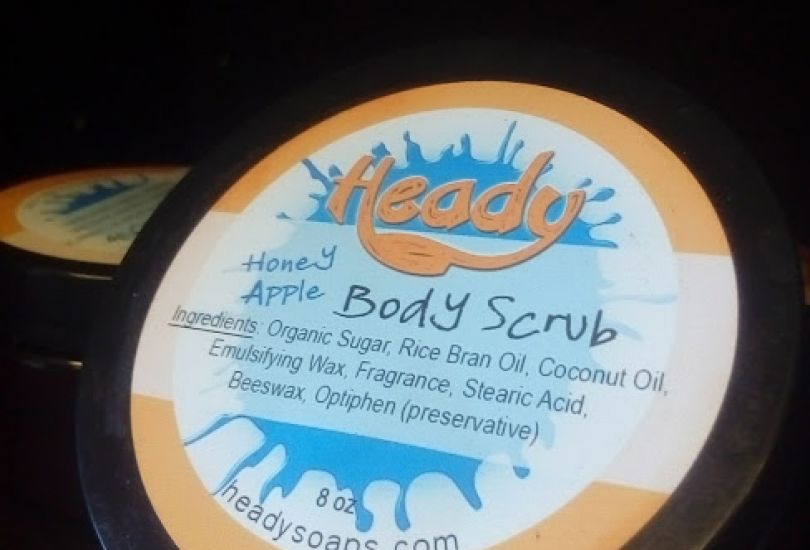 Heady
Honey
Apple
Body Scrub
Ingredients: Organic Sugar, Rice Bran Oil, Coconut Oil,
Emulsifying Wax, Fragrance, Stearic Acid,
Beeswax, Optiphen (preservative)
8 oz
headysoaps.com